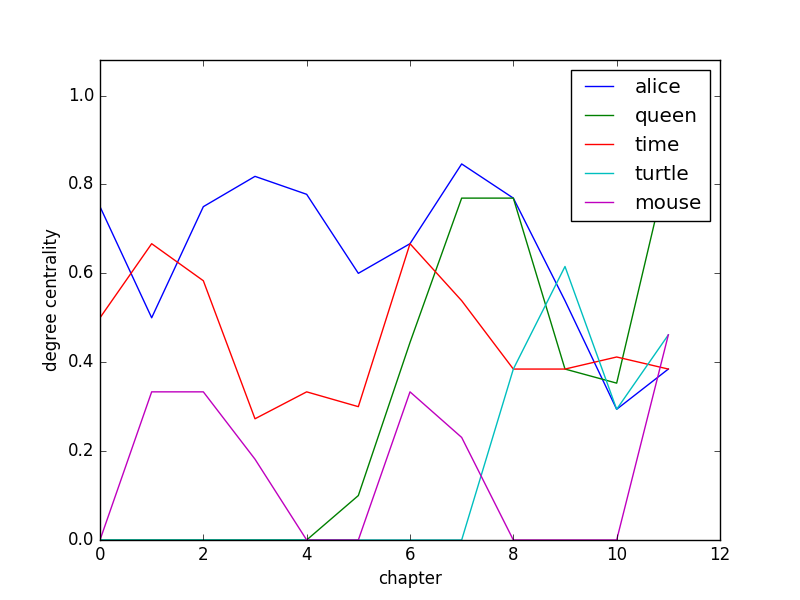 1.0
0.8
0.6
0.4
0.2
0.0
0 2 4 6 8 10 12
degree centrality
chapter
alice
queen
time
turtle
mouse